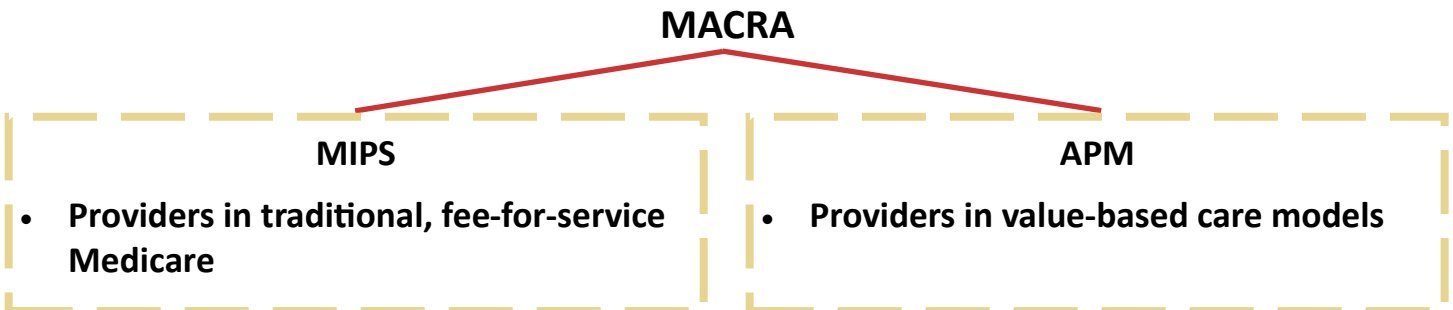 MACRA
MIPS
• Providers in traditional, fee-for-service
Medicare
APM
• Providers in value-based care models